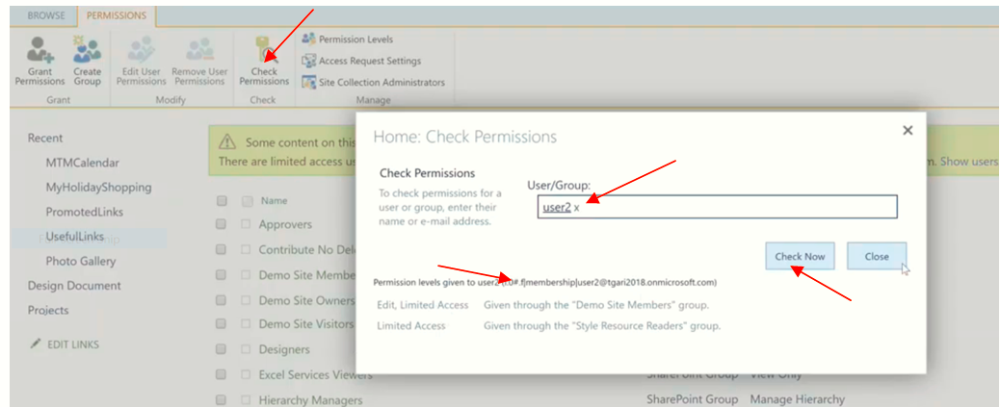 BROWSE PERMISSIONS
Grant Permissions
Create Group
Edit User Permissions
Remove User Permissions
Check Permissions
Permission Levels
Access Request Settings
Site Collection Administrators
Grant Modify Check Manage
Recent
MTMCalendar
MyHolidayShopping
PromotedLinks
UsefulLinks
Photo Gallery
Design Document
Projects
EDIT LINKS
Some content on this
There are limited access us
m. Show users
Name
Approvers
Contribute No Del
Demo Site Membe
Demo Site Owners
Demo Site Visitors
Designers
Excel Services Viewers
Hierarchy Managers
SharePoint Group View Only
SharePoint Group Manage Hierarchy
Home: Check Permissions
Check Permissions
To check permissions for a
user or group, enter their
name or e-mail address.
User/Group:
user2 x
Check Now Close
Permission levels given to user2 (i:0#.f|membership|user2@tgari2018.onmicrosoft.com)
Edit, Limited Access Given through the "Demo Site Members" group.
Limited Access Given through the "Style Resource Readers" group.